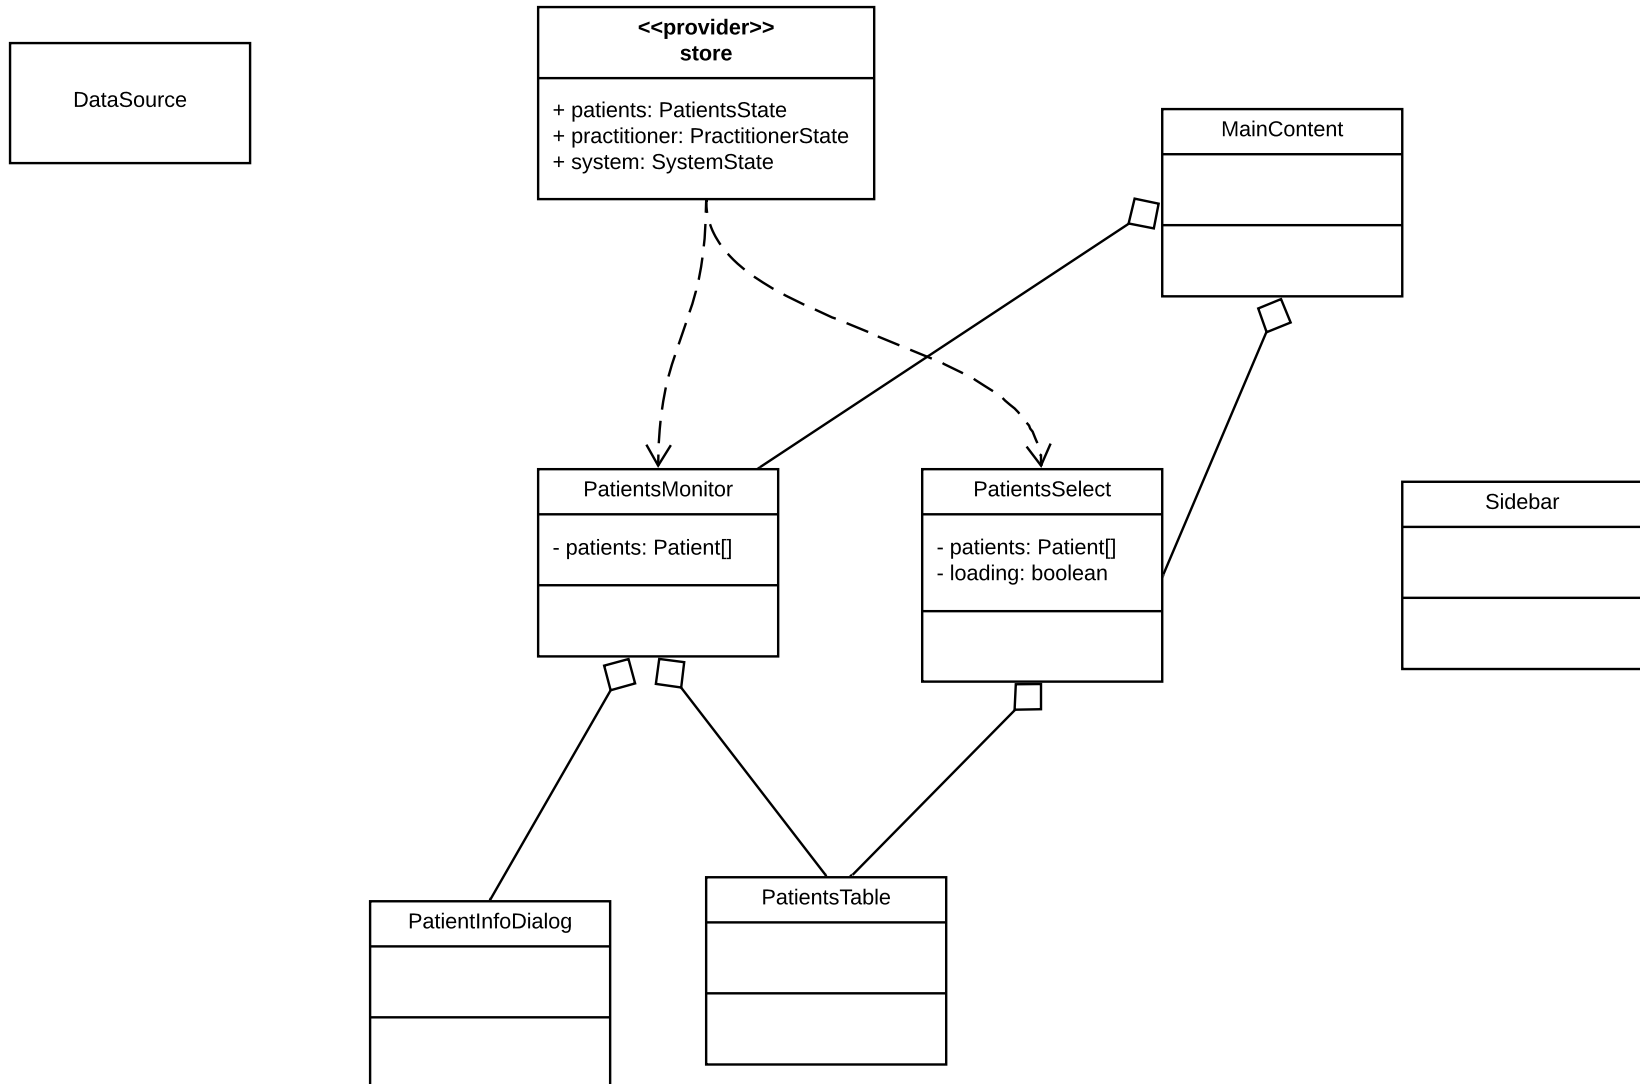 <<provider>>
store
+ patients: PatientsState
+ practitioner: PractitionerState
+ system: SystemState
DataSource
MainContent
PatientsMonitor
- patients: Patient[]
PatientsSelect
- patients: Patient[]
- loading: boolean
Sidebar
PatientInfoDialog
PatientsTable